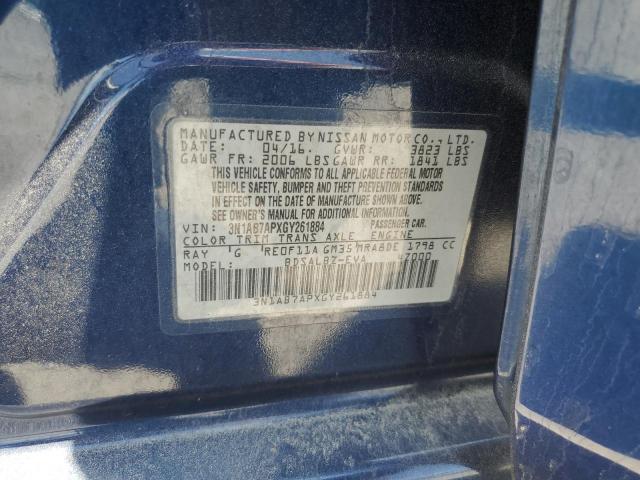 MANUFACTURED BY NISSAN MOTOR CO., LTD.
DATE: 04/16. GVWR: 3823 LBS
GAWR FR: 2006 LBS GAWR RR: 1841 LBS
THIS VEHICLE CONFORMS TO ALL APPLICABLE FEDERAL MOTOR
VEHICLE SAFETY, BUMPER AND THEFT PREVENTION STANDARDS
IN EFFECT ON THE DATE OF MANUFACTURE SHOWN ABOVE.
SEE OWNER'S MANUAL FOR ADDITIONAL INFORMATION.
VIN: 3N1AB7APXGY261884 PASSENGER CAR.
COLOR TRIM TRANS AXLE ENGINE
RAY G RE0F11A GM35 MRA8DE 1798 CC
MODEL: BDSALBZ-EVA 47000
3N1AB7APXGY261884